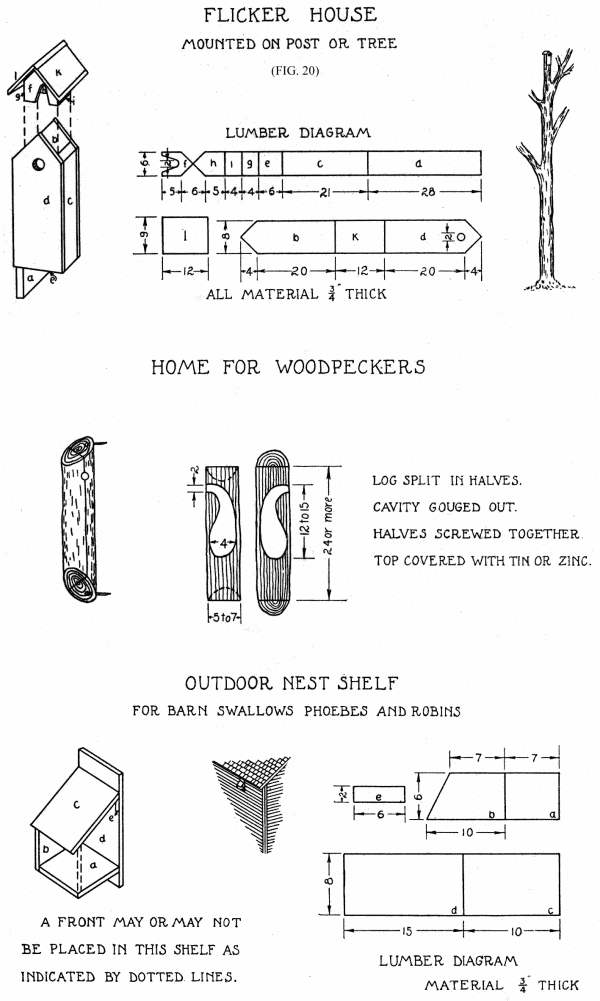 FLICKER HOUSE
MOUNTED ON POST OR TREE
(FIG. 20)
l
K
g
f
i
b
d
c
a
e
LUMBER DIAGRAM
6
f
h
i
g
e
c
a
5
6
5
4
4
6
21
28
9
l
8
b
K
d
2
12
4
20
12
20
4
ALL MATERIAL 3/4" THICK
HOME FOR WOODPECKERS
2
4
12 to 15
24 or more
5 to 7
LOG SPLIT IN HALVES.
CAVITY GOUGED OUT.
HALVES SCREWED TOGETHER
TOP COVERED WITH TIN OR ZINC.
OUTDOOR NEST SHELF
FOR BARN SWALLOWS PHOEBES AND ROBINS
c
e
b
d
a
7
7
2
e
6
6
b
a
10
8
d
c
15
10
A FRONT MAY OR MAY NOT
BE PLACED IN THIS SHELF AS
INDICATED BY DOTTED LINES.
LUMBER DIAGRAM
MATERIAL 3/4" THICK